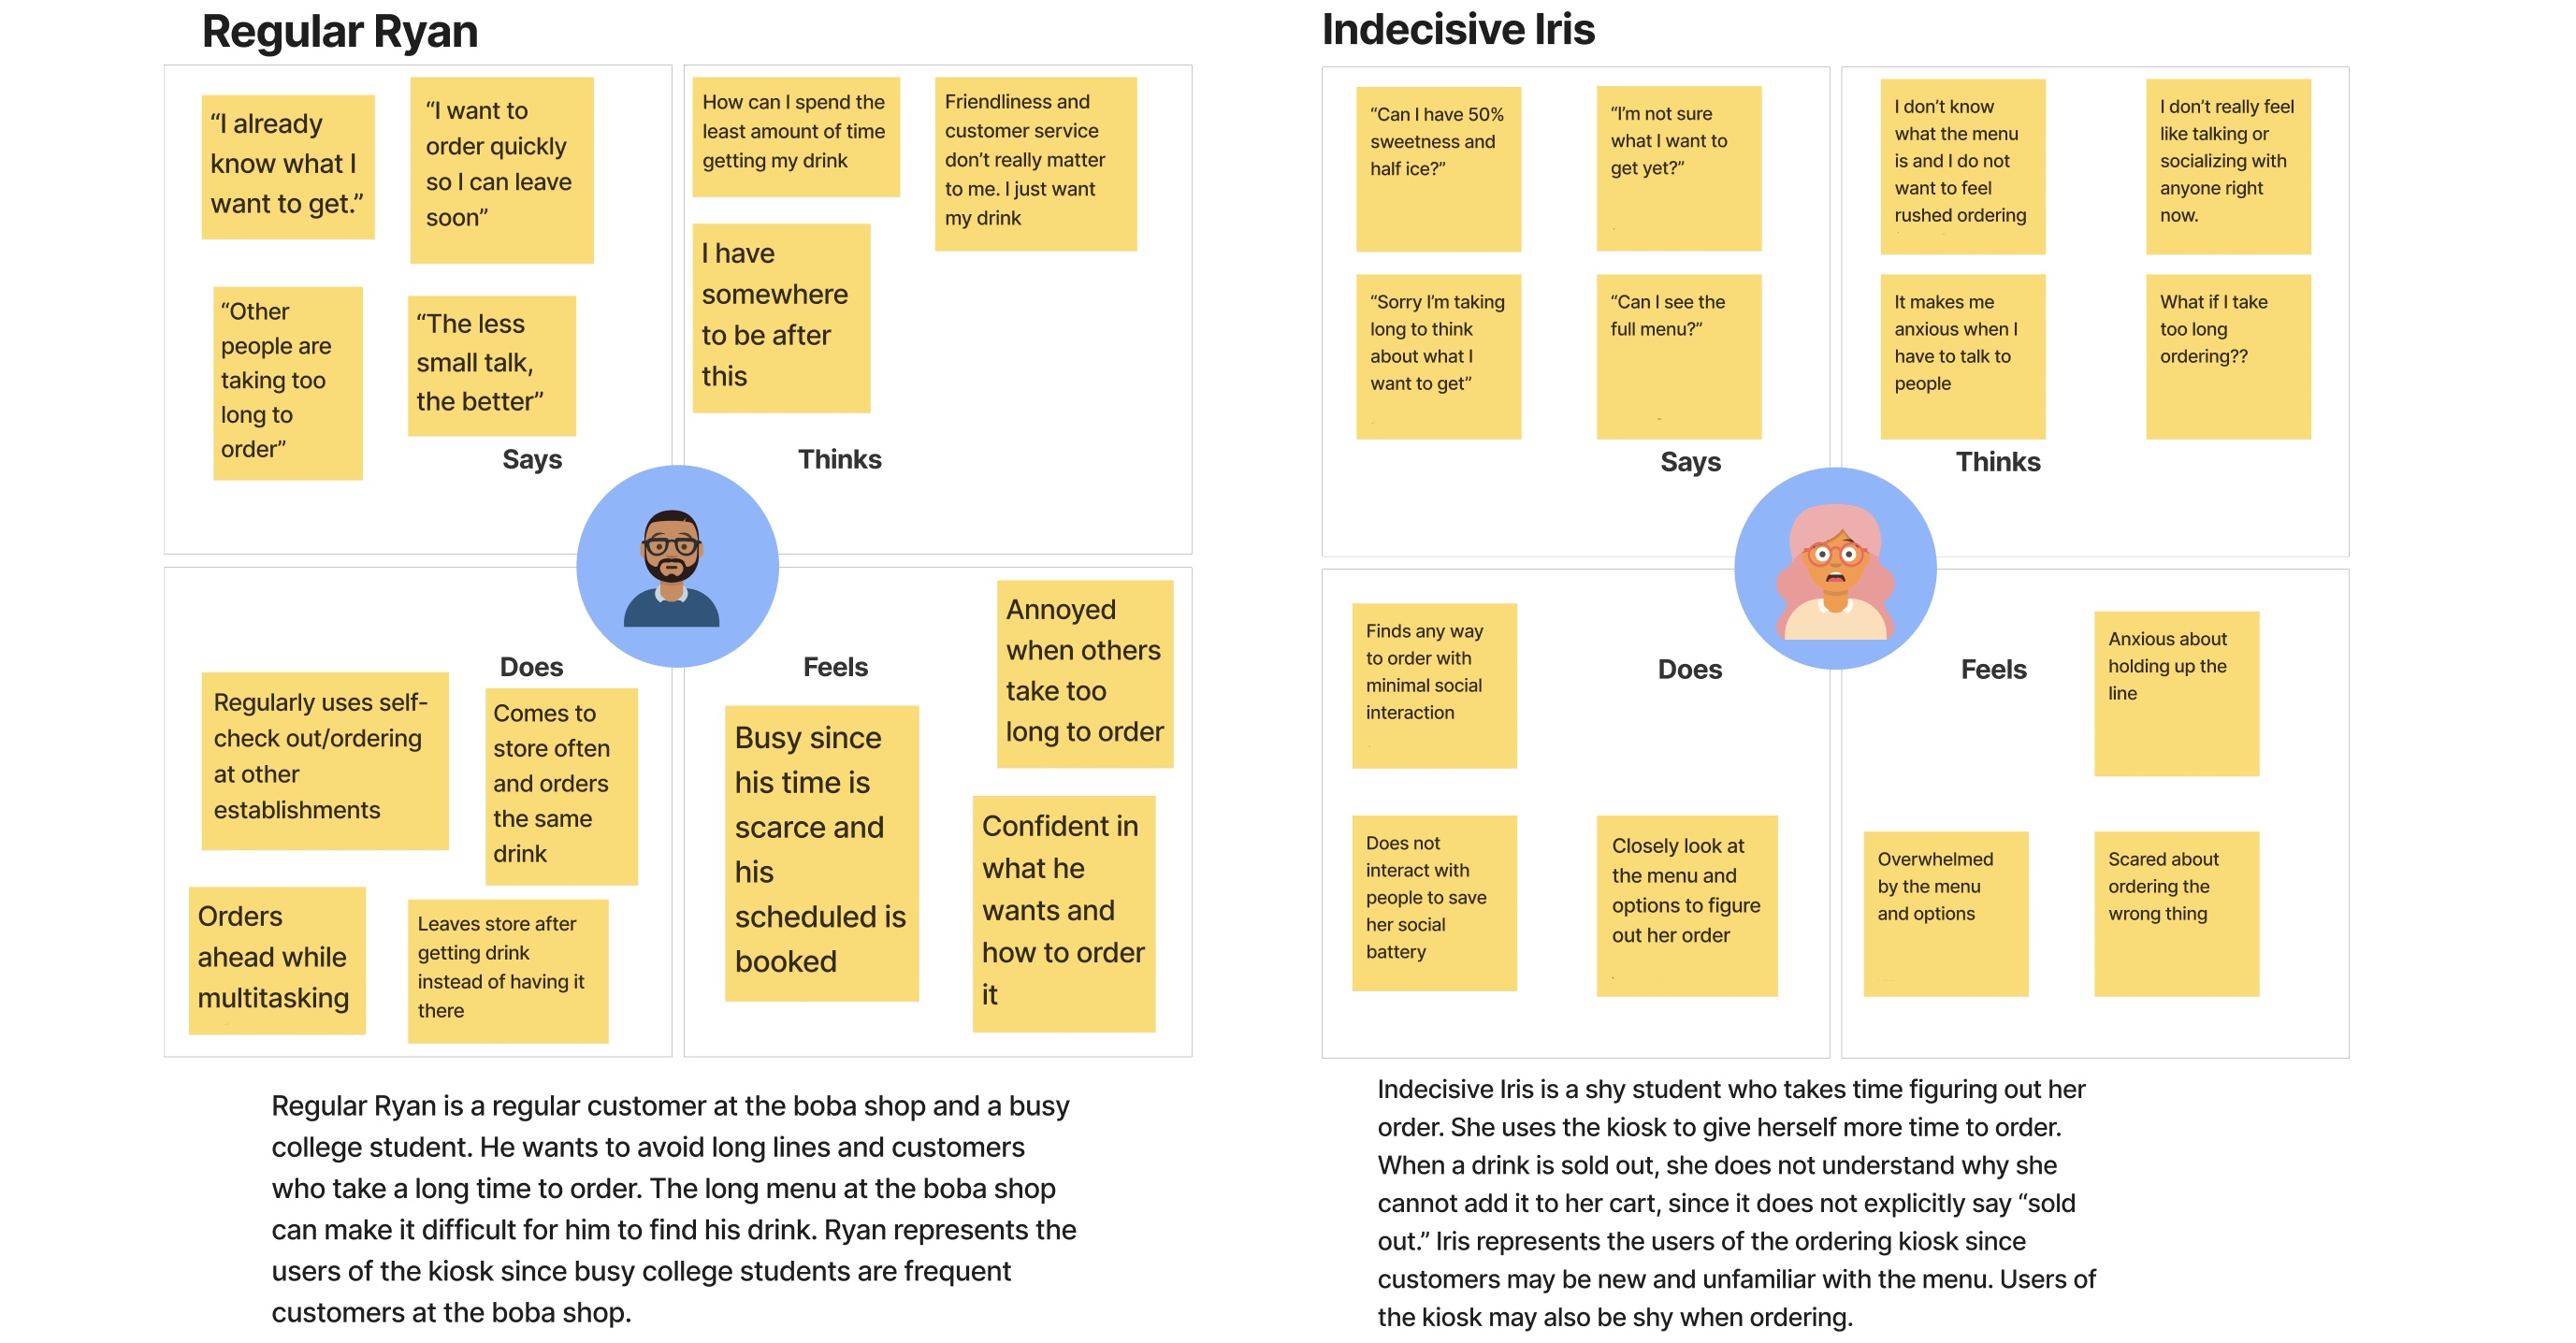 Regular Ryan
“I already
know what I
want to get.”
“I want to
order quickly
so I can leave
soon”
“Other
people are
taking too
long to
order”
“The less
small talk,
the better”
Says
How can I spend the
least amount of time
getting my drink
Friendliness and
customer service
don’t really matter
to me. I just want
my drink
I have
somewhere
to be after
this
Thinks
Does
Regularly uses self-
check out/ordering
at other
establishments
Comes to
store often
and orders
the same
drink
Orders
ahead while
multitasking
Leaves store after
getting drink
instead of having it
there
Feels
Annoyed
when others
take too
long to order
Busy since
his time is
scarce and
his
scheduled is
booked
Confident in
what he
wants and
how to order
it
Regular Ryan is a regular customer at the boba shop and a busy
college student. He wants to avoid long lines and customers
who take a long time to order. The long menu at the boba shop
can make it difficult for him to find his drink. Ryan represents the
users of the kiosk since busy college students are frequent
customers at the boba shop.
Indecisive Iris
“Can I have 50%
sweetness and
half ice?”
“I’m not sure
what I want to
get yet?”
“Sorry I’m taking
long to think
about what I
want to get”
“Can I see the
full menu?”
Says
I don’t know
what the menu
is and I do not
want to feel
rushed ordering
I don’t really feel
like talking or
socializing with
anyone right
now.
It makes me
anxious when I
have to talk to
people
What if I take
too long
ordering??
Thinks
Finds any way
to order with
minimal social
interaction
Does
Does not
interact with
people to save
her social
battery
Closely look at
the menu and
options to figure
out her order
Feels
Anxious about
holding up the
line
Overwhelmed
by the menu
and options
Scared about
ordering the
wrong thing
Indecisive Iris is a shy student who takes time figuring out her
order. She uses the kiosk to give herself more time to order.
When a drink is sold out, she does not understand why she
cannot add it to her cart, since it does not explicitly say “sold
out.” Iris represents the users of the ordering kiosk since
customers may be new and unfamiliar with the menu. Users of
the kiosk may also be shy when ordering.